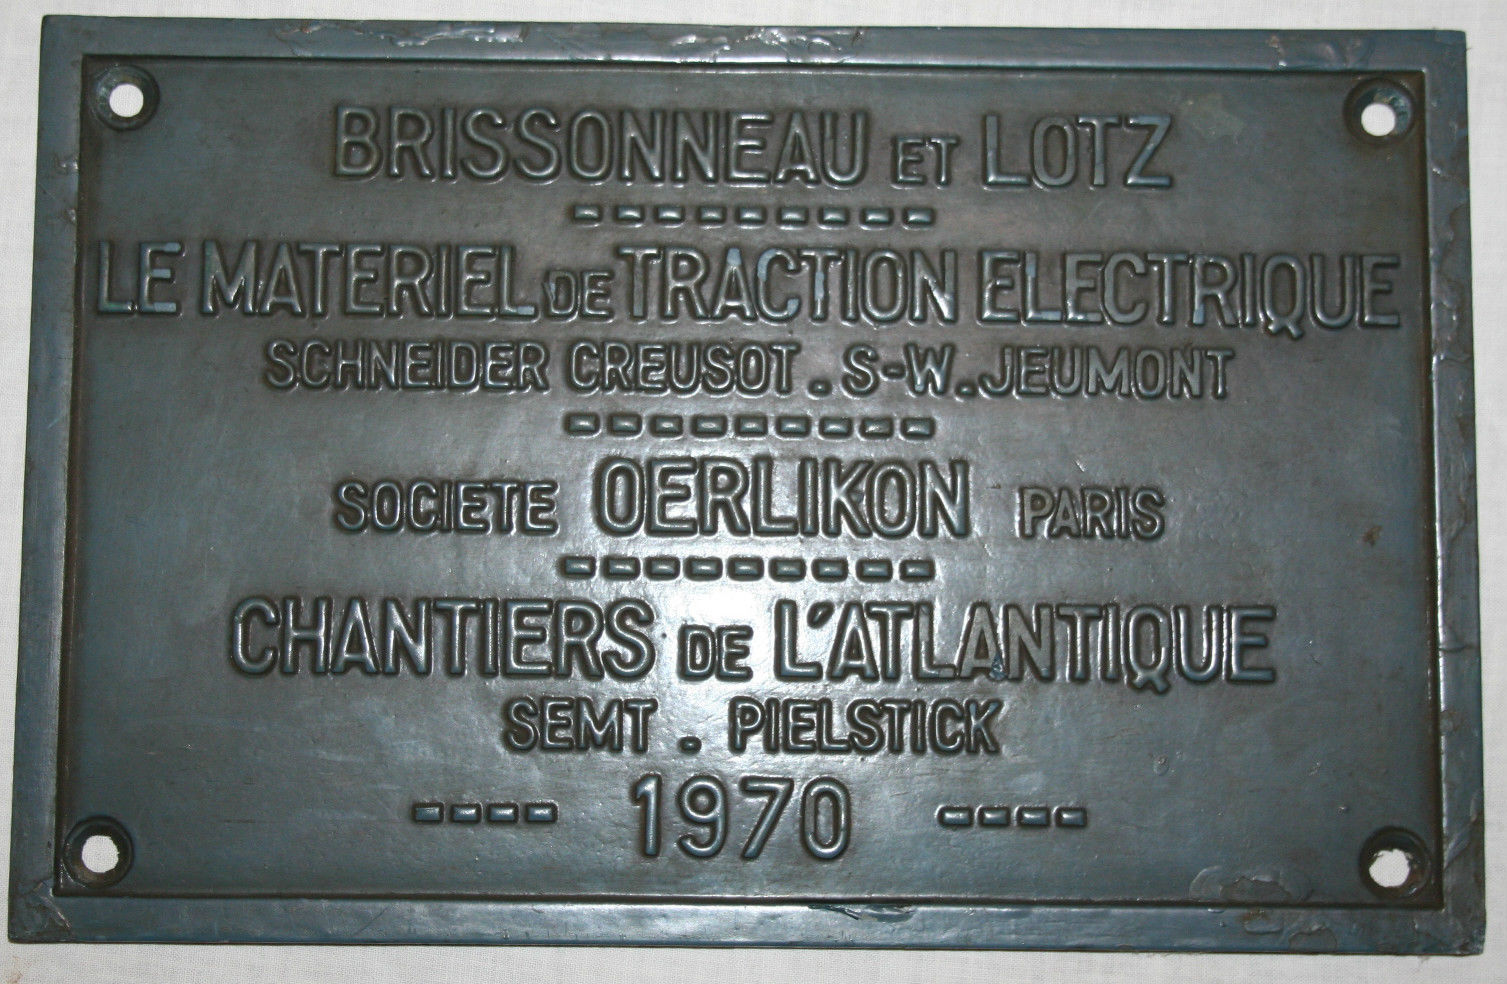 BRISSONNEAU ET LOTZ
---------
LE MATERIEL DE TRACTION ELECTRIQUE
SCHNEIDER CREUSOT. S-W. JEUMONT
---------
SOCIETE OERLIKON PARIS
---------
CHANTIERS DE L'ATLANTIQUE
SEMT . PIELSTICK
---- 1970 ----